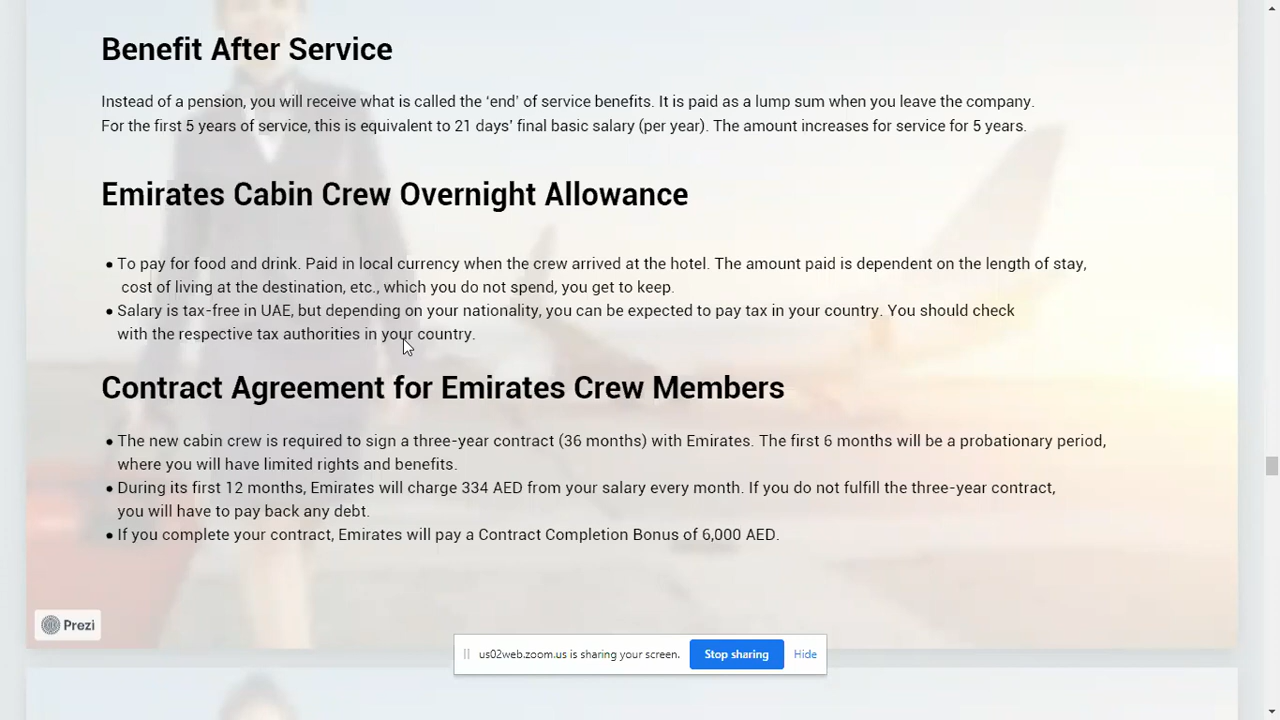 Benefit After Service
Instead of a pension, you will receive what is called the ‘end’ of service benefits. It is paid as a lump sum when you leave the company.
For the first 5 years of service, this is equivalent to 21 days’ final basic salary (per year). The amount increases for service for 5 years.
Emirates Cabin Crew Overnight Allowance
• To pay for food and drink. Paid in local currency when the crew arrived at the hotel. The amount paid is dependent on the length of stay,
cost of living at the destination, etc., which you do not spend, you get to keep.
• Salary is tax-free in UAE, but depending on your nationality, you can be expected to pay tax in your country. You should check
with the respective tax authorities in your country.
Contract Agreement for Emirates Crew Members
• The new cabin crew is required to sign a three-year contract (36 months) with Emirates. The first 6 months will be a probationary period,
where you will have limited rights and benefits.
• During its first 12 months, Emirates will charge 334 AED from your salary every month. If you do not fulfill the three-year contract,
you will have to pay back any debt.
• If you complete your contract, Emirates will pay a Contract Completion Bonus of 6,000 AED.
Prezi
us02web.zoom.us is sharing your screen. Stop sharing Hide